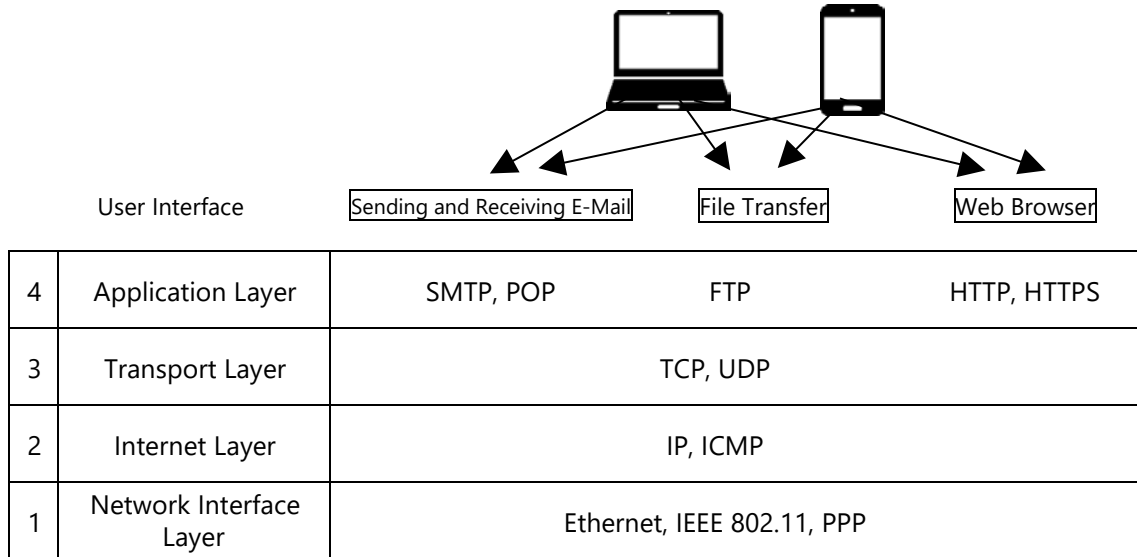 User Interface Sending and Receiving E-Mail File Transfer Web Browser
4 Application Layer SMTP, POP FTP HTTP, HTTPS
3 Transport Layer TCP, UDP
2 Internet Layer IP, ICMP
1 Network Interface Layer Ethernet, IEEE 802.11, PPP